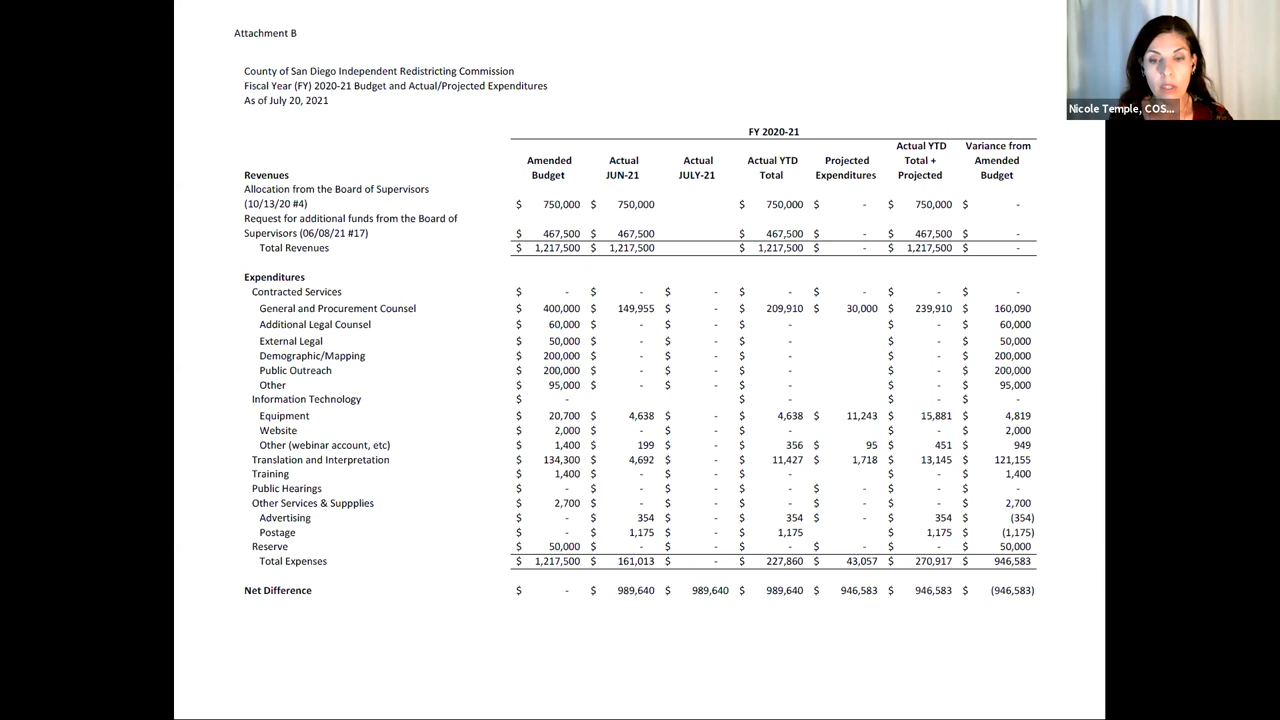 Attachment B
Nicole Temple, COS...
County of San Diego Independent Redistricting Commission
Fiscal Year (FY) 2020-21 Budget and Actual/Projected Expenditures
As of July 20, 2021
FY 2020-21
Revenues Amended Budget Actual JUN-21 Actual JULY-21 Actual YTD Total Projected Expenditures Actual YTD Total + Projected Variance from Amended Budget
Allocation from the Board of Supervisors
(10/13/20 #4) $ 750,000 $ 750,000 $ 750,000 $ - $ 750,000 $ -
Request for additional funds from the Board of
Supervisors (06/08/21 #17) $ 467,500 $ 467,500 $ 467,500 $ - $ 467,500 $ -
Total Revenues $ 1,217,500 $ 1,217,500 $ 1,217,500 $ - $ 1,217,500 $ -
Expenditures
Contracted Services $ - $ - $ - $ - $ - $ - $ -
General and Procurement Counsel $ 400,000 $ 149,955 $ - $ 209,910 $ 30,000 $ 239,910 $ 160,090
Additional Legal Counsel $ 60,000 $ - $ - $ - $ - $ 60,000
External Legal $ 50,000 $ - $ - $ - $ - $ 50,000
Demographic/Mapping $ 200,000 $ - $ - $ - $ - $ 200,000
Public Outreach $ 200,000 $ - $ - $ - $ - $ 200,000
Other $ 95,000 $ - $ - $ - $ - $ 95,000
Information Technology $ - $ - $ - $ -
Equipment $ 20,700 $ 4,638 $ - $ 4,638 $ 11,243 $ 15,881 $ 4,819
Website $ 2,000 $ - $ - $ - $ - $ 2,000
Other (webinar account, etc) $ 1,400 $ 199 $ - $ 356 $ 95 $ 451 $ 949
Translation and Interpretation $ 134,300 $ 4,692 $ - $ 11,427 $ 1,718 $ 13,145 $ 121,155
Training $ 1,400 $ - $ - $ - $ - $ 1,400
Public Hearings $ - $ - $ - $ - $ - $ - $ -
Other Services & Suppplies $ 2,700 $ - $ - $ - $ - $ - $ 2,700
Advertising $ - $ 354 $ - $ 354 $ - $ 354 $ (354)
Postage $ - $ 1,175 $ - $ 1,175 $ 1,175 $ (1,175)
Reserve $ 50,000 $ - $ - $ - $ - $ - $ 50,000
Total Expenses $ 1,217,500 $ 161,013 $ - $ 227,860 $ 43,057 $ 270,917 $ 946,583
Net Difference $ - $ 989,640 $ 989,640 $ 989,640 $ 946,583 $ 946,583 $ (946,583)